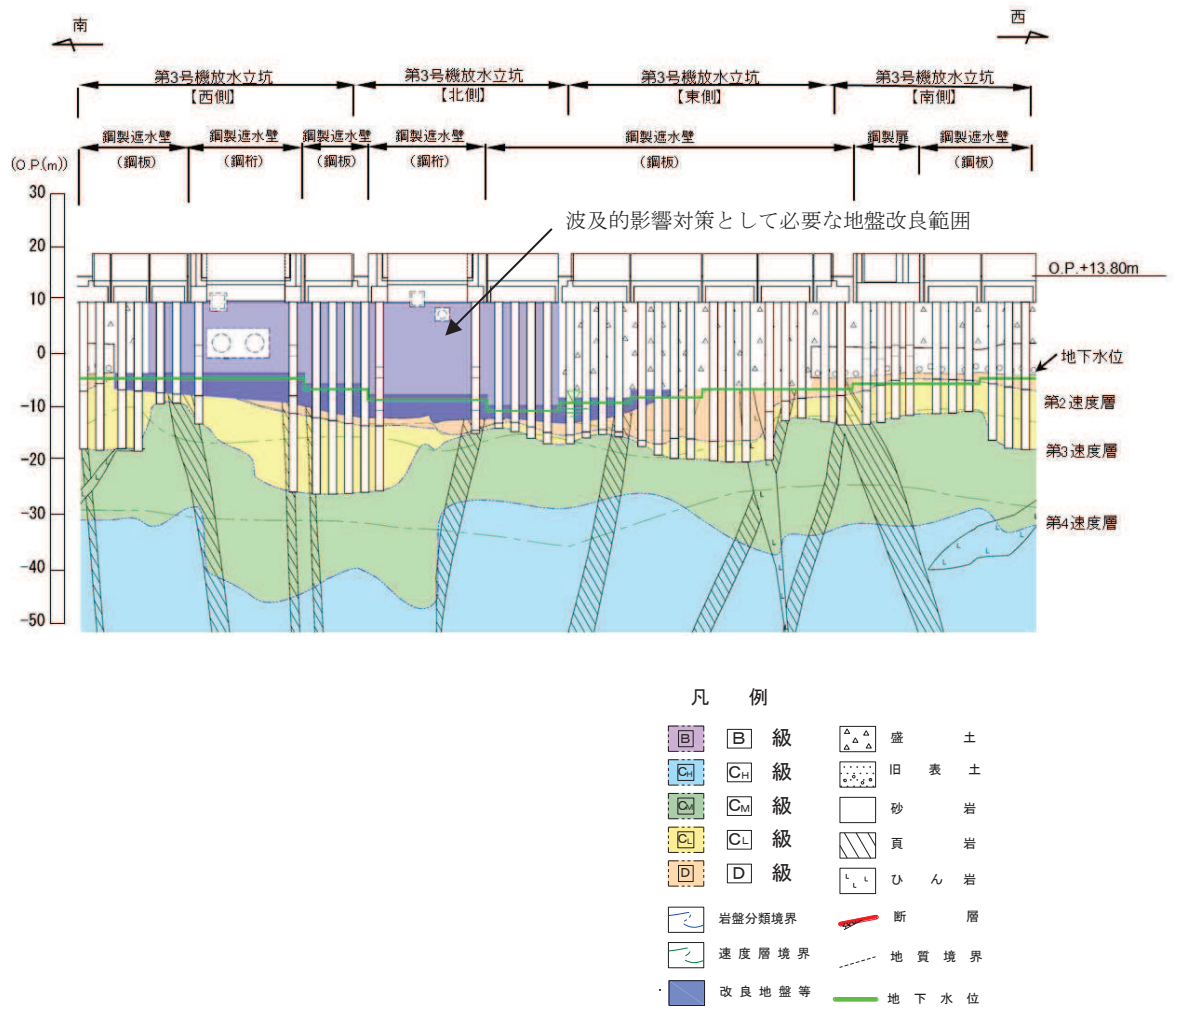 南
西
第3号機放水立坑
【西側】
第3号機放水立坑
【北側】
第3号機放水立坑
【東側】
第3号機放水立坑
【南側】
鋼製遮水壁
(鋼板)
鋼製遮水壁
(鋼桁)
鋼製遮水壁
(鋼板)
鋼製遮水壁
(鋼桁)
鋼製遮水壁
(鋼板)
鋼製扉
鋼製遮水壁
(鋼板)
(O.P.(m))
30
20
10
0
-10
-20
-30
-40
-50
波及的影響対策として必要な地盤改良範囲
O.P.+13.80m
地下水位
第2速度層
第3速度層
第4速度層
凡 例
B B 級
CH CH 級
CM CM 級
CL CL 級
D D 級
岩盤分類境界
速度層境界
改良地盤等
盛 土
旧 表 土
砂 岩
頁 岩
ひ ん 岩
断 層
地 質 境 界
地 下 水 位